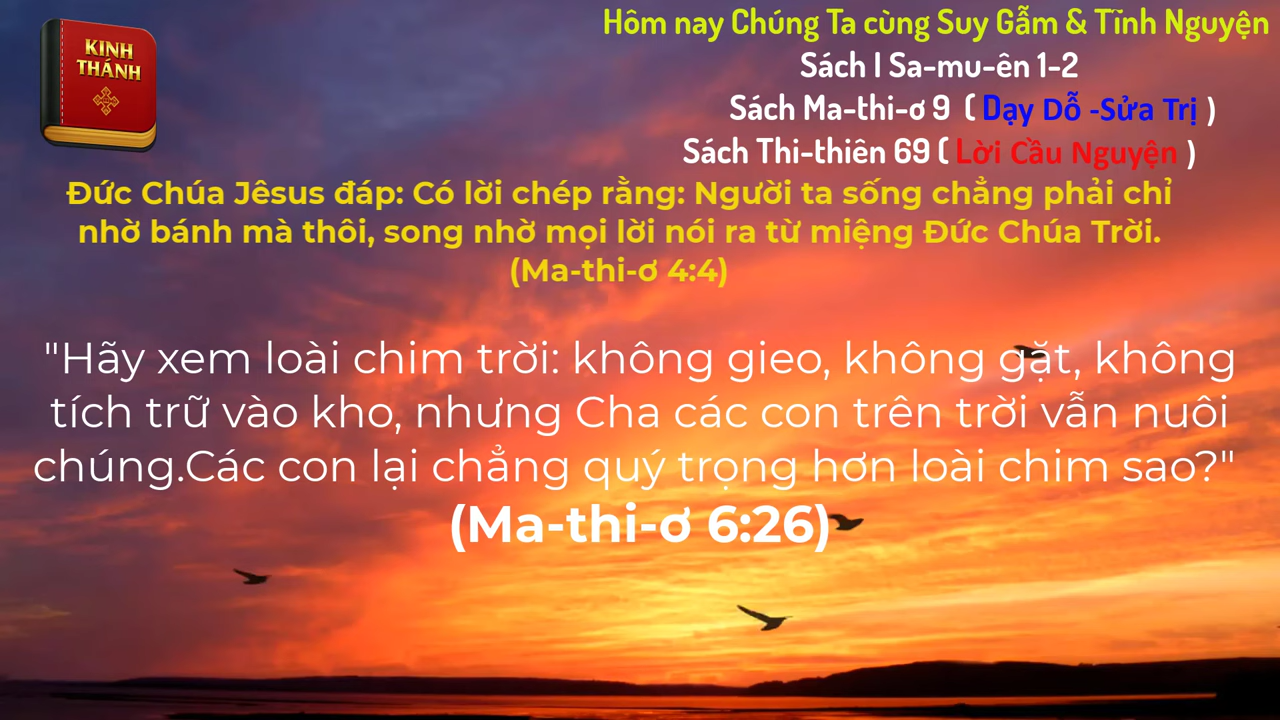 KINH
THÁNH
Hôm nay Chúng Ta cùng Suy Gẫm & Tĩnh Nguyện
Sách I Sa-mu-ên 1-2
Sách Ma-thi-ơ 9 ( Dạy Dỗ -Sửa Trị )
Sách Thi-thiên 69 ( Lời Cầu Nguyện )
Đức Chúa Jêsus đáp: Có lời chép rằng: Người ta sống chẳng phải chỉ
nhờ bánh mà thôi, song nhờ mọi lời nói ra từ miệng Đức Chúa Trời.
(Ma-thi-ơ 4:4)
"Hãy xem loài chim trời: không gieo, không gặt, không
tích trữ vào kho, nhưng Cha các con trên trời vẫn nuôi
chúng.Các con lại chẳng quý trọng hơn loài chim sao?"
(Ma-thi-ơ 6:26)